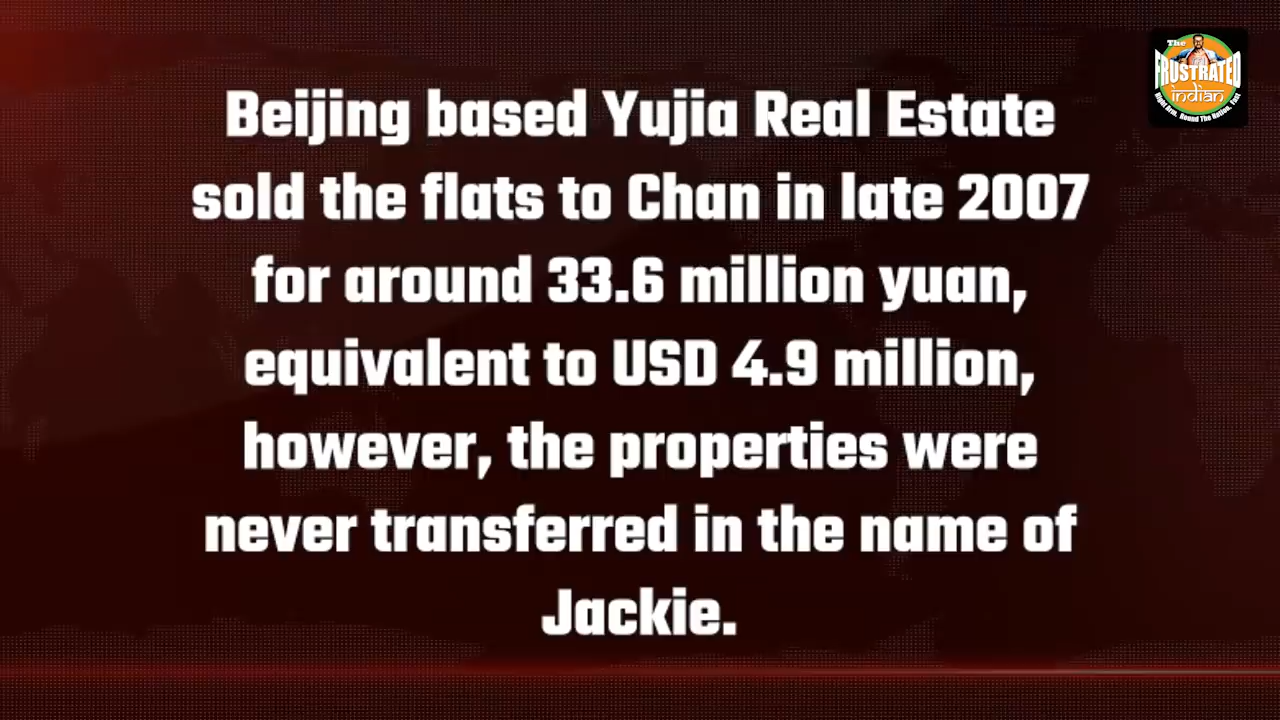 Beijing based Yujia Real Estate
sold the flats to Chan in late 2007
for around 33.6 million yuan,
equivalent to USD 4.9 million,
however, the properties were
never transferred in the name of
Jackie.
The
FRUSTRATED
indian